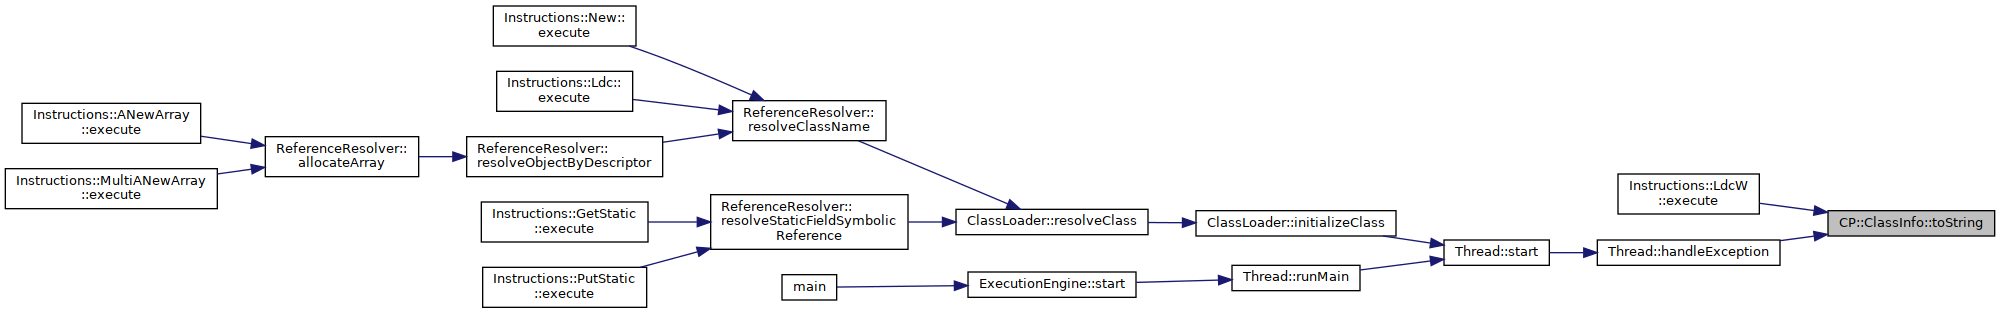 Instructions::New::
execute
Instructions::Ldc::
execute
Instructions::ANewArray
::execute
ReferenceResolver::
resolveClassName
ReferenceResolver::
allocateArray
ReferenceResolver::
resolveObjectByDescriptor
Instructions::MultiANewArray
::execute
Instructions::GetStatic
::execute
ReferenceResolver::
resolveStaticFieldSymbolic
Reference
ClassLoader::resolveClass
ClassLoader::initializeClass
Instructions::LdcW
::execute
CP::ClassInfo::toString
Thread::start
Thread::handleException
Instructions::PutStatic
::execute
main
ExecutionEngine::start
Thread::runMain